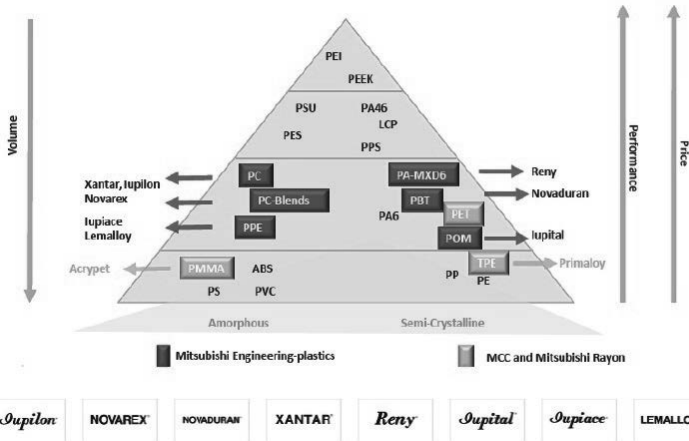 PEI
PEEK
PSU
PA46
LCP
PES
PPS
Volume
Performance
Price
PC
PA-MXD6
Reny
Xantar, Iupilon
Novarex
PC-Blends
PBT
Novaduran
PA6
PET
Iupiace
Lemalloy
PPE
POM
Iupital
Acrypet
PMMA
ABS
TPE
Primaloy
PP
PE
PS
PVC
Amorphous
Semi-Crystalline
Mitsubishi Engineering-plastics
MCC and Mitsubishi Rayon
Iupilon
NOVAREX
NOVADURAN
XANTAR
Reny
Iupital
Iupiace
LEMALLO